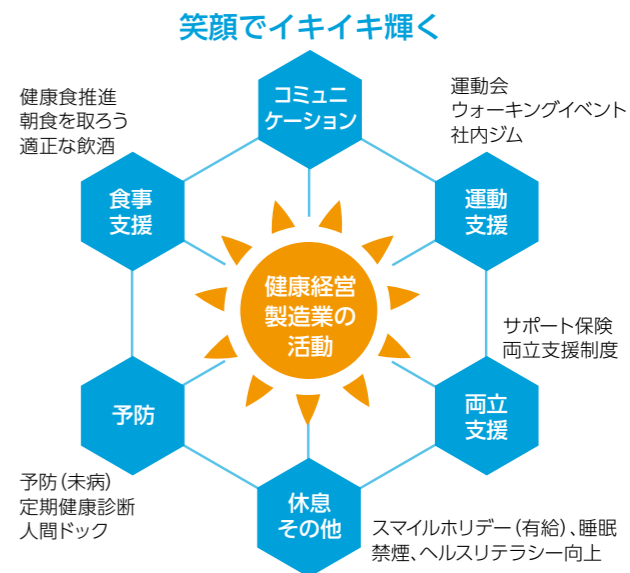 笑顔でイキイキ輝く
コミュニ
ケーション
健康食推進
朝食を取ろう
適正な飲酒
運動会
ウォーキングイベント
社内ジム
食事
支援
運動
支援
健康経営
製造業の
活動
サポート保険
両立支援制度
予防
両立
支援
予防(未病)
定期健康診断
人間ドック
休息
その他
スマイルホリデー(有給)、睡眠
禁煙、ヘルスリテラシー向上